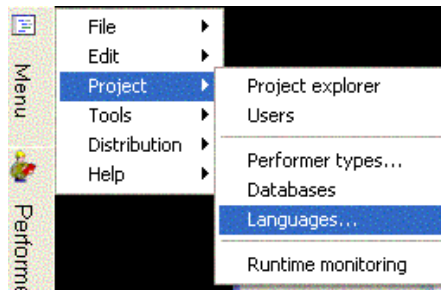 Menu
Performe
File
Edit
Project
Tools
Distribution
Help
Project explorer
Users
Performer types...
Databases
Languages...
Runtime monitoring